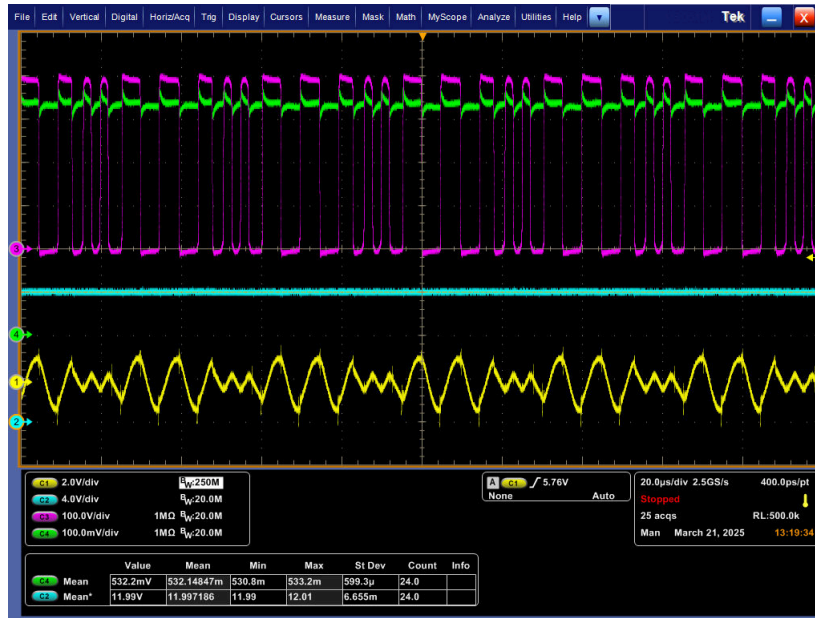 File Edit Vertical Digital Horiz/Acq Trig Display Cursors Measure Mask Math MyScope Analyze Utilities Help Tek X
3
4
1
2
C1 2.0V/div BW:250M
C2 4.0V/div BW:20.0M
C3 100.0V/div 1MΩ BW:20.0M
C4 100.0mV/div 1MΩ BW:20.0M
A C1 5.76V
None Auto
20.0µs/div 2.5GS/s 400.0ps/pt
Stopped
25 acqs RL:500.0k
Man March 21, 2025 13:19:34
Value Mean Min Max St Dev Count Info
C4 Mean 532.2mV 532.14847m 530.8m 533.2m 599.3µ 24.0
C2 Mean* 11.99V 11.997186 11.99 12.01 6.655m 24.0